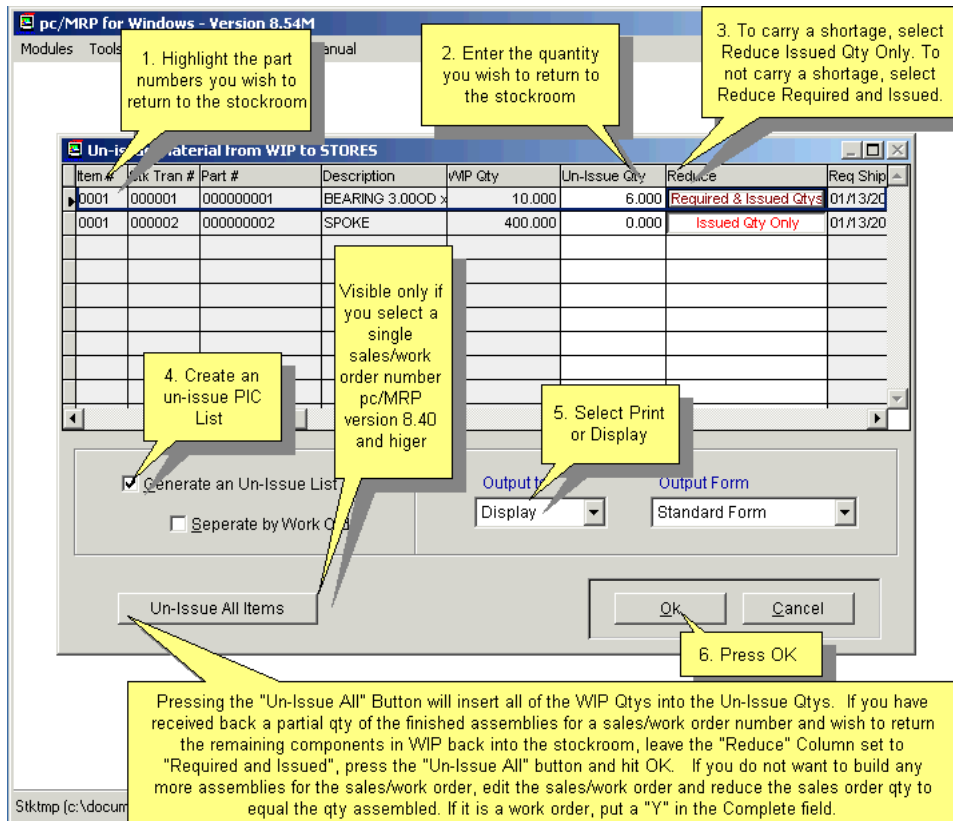 pc/MRP for Windows - Version 8.54M
Modules Tools anual
1. Highlight the part
numbers you wish to
return to the stockroom
2. Enter the quantity
you wish to return to
the stockroom
3. To carry a shortage, select
Reduce Issued Qty Only. To
not carry a shortage, select
Reduce Required and Issued.
Un-issue Material from WIP to STORES
Item # Stk Tran # Part # Description WIP Qty Un-Issue Qty Reduce Req Ship
0001 000001 000000001 BEARING 3.00OD x 10.000 6.000 Required & Issued Qtys 01/13/20
0001 000002 000000002 SPOKE 400.000 0.000 Issued Qty Only 01/13/20
Visible only if
you select a
single
sales/work
order number
pc/MRP
version 8.40
and higer
4. Create an
un-issue PIC
List
5. Select Print
or Display
Generate an Un-Issue List
Seperate by Work O
Output to
Output Form
Display
Standard Form
Un-Issue All Items
Ok
Cancel
6. Press OK
Pressing the "Un-Issue All" Button will insert all of the WIP Qtys into the Un-Issue Qtys. If you have
received back a partial qty of the finished assemblies for a sales/work order number and wish to return
the remaining components in WIP back into the stockroom, leave the "Reduce" Column set to
"Required and Issued", press the "Un-Issue All" button and hit OK. If you do not want to build any
more assemblies for the sales/work order, edit the sales/work order and reduce the sales order qty to
equal the qty assembled. If it is a work order, put a "Y" in the Complete field.
Stktmp (c:\docum